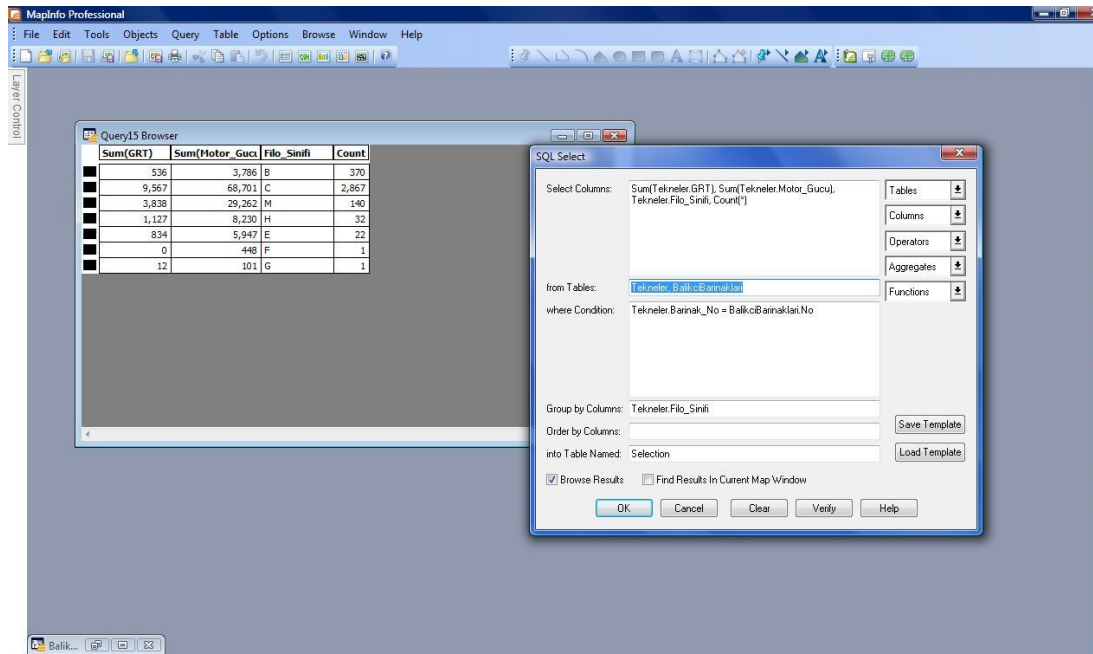 MapInfo Professional
File Edit Tools Objects Query Table Options Browse Window Help
Layer Control
Query15 Browser
Sum(GRT) Sum(Motor_Gucu Filo_Sinifi Count
536 3,786 B 370
9,567 68,701 C 2,867
3,838 29,262 M 140
1,127 8,230 H 32
834 5,947 E 22
0 448 F 1
12 101 G 1
SQL Select
Select Columns: Sum(Tekneler.GRT), Sum(Tekneler.Motor_Gucu),
Tekneler.Filo_Sinifi, Count(*)
Tables
Columns
Operators
Aggregates
Functions
from Tables: Tekneler, BalikciBarinaklari
where Condition: Tekneler.Barinak_No = BalikciBarinaklari.No
Group by Columns: Tekneler.Filo_Sinifi
Order by Columns:
into Table Named: Selection
Save Template
Load Template
Browse Results Find Results In Current Map Window
OK Cancel Clear Verify Help
Balik...